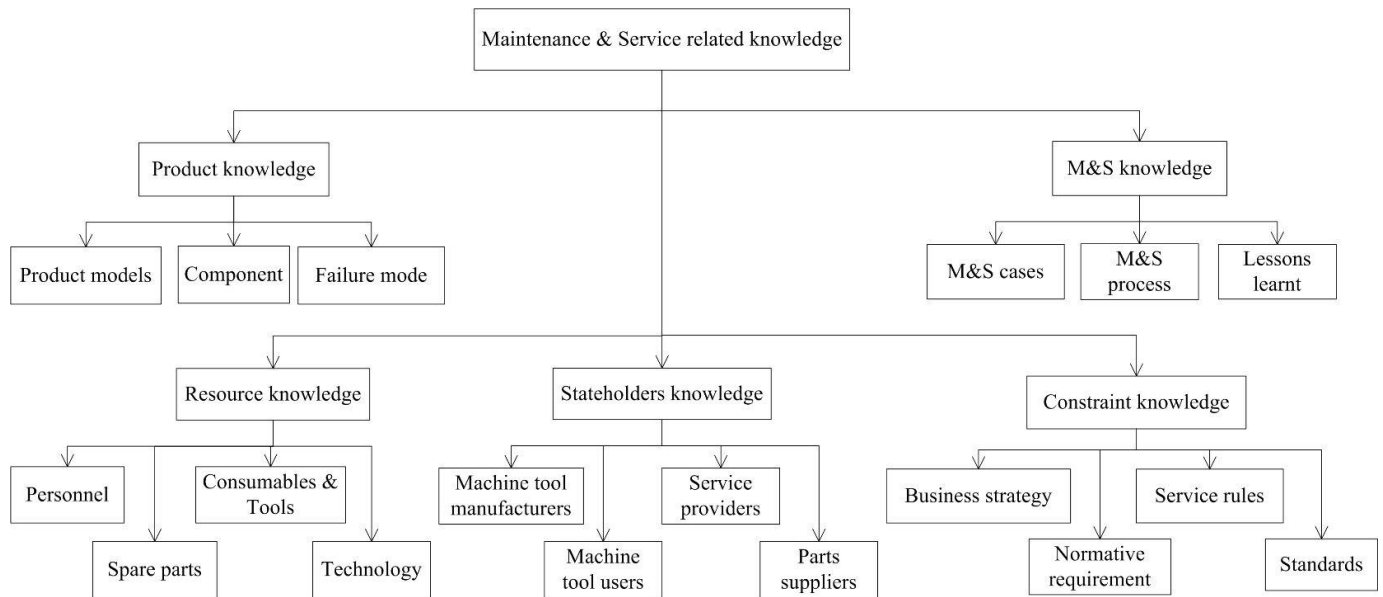 Maintenance & Service related knowledge
Product knowledge
M&S knowledge
Product models
Component
Failure mode
M&S cases
M&S
process
Lessons
learnt
Resource knowledge
Stateholders knowledge
Constraint knowledge
Personnel
Consumables &
Tools
Spare parts
Technology
Machine tool
manufacturers
Service
providers
Machine
tool users
Parts
suppliers
Business strategy
Service rules
Normative
requirement
Standards